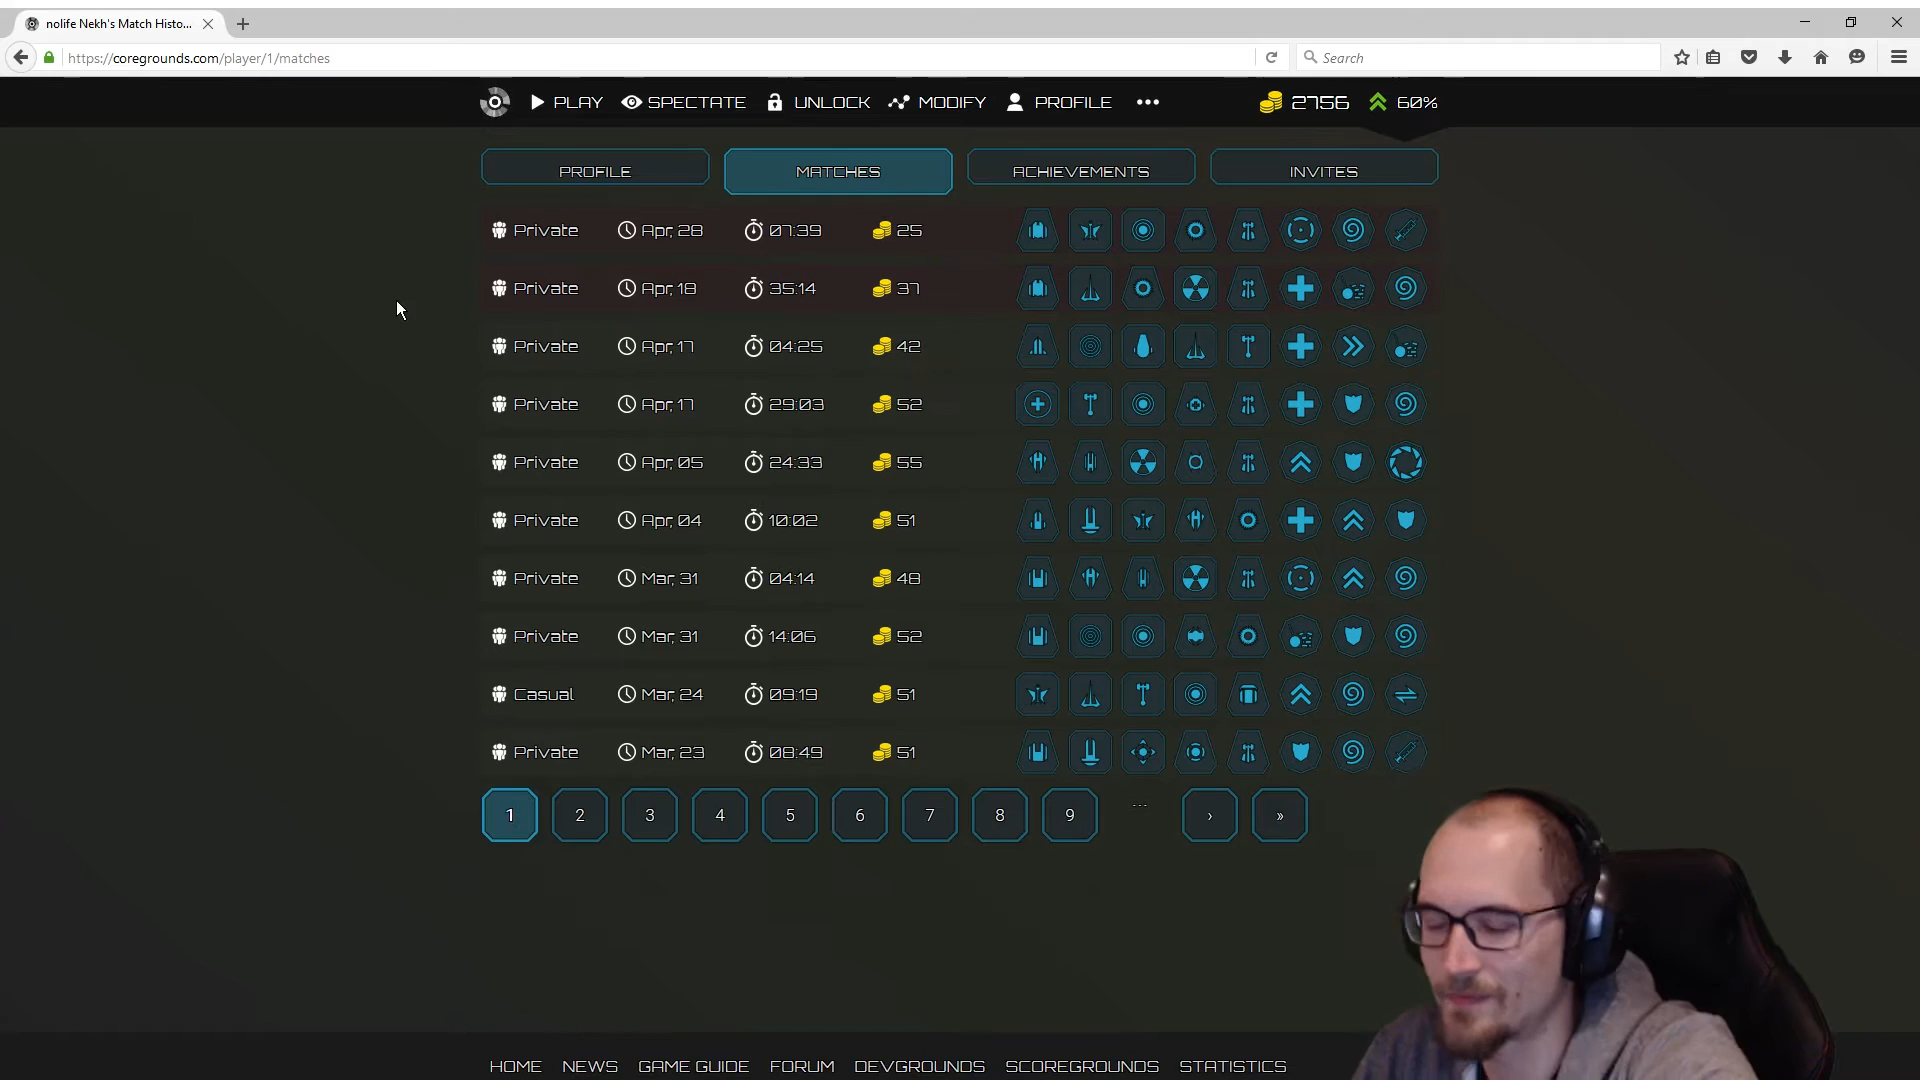 nolife Nekh's Match Histo...
https://coregrounds.com/player/1/matches
Search
PLAY SPECTATE UNLOCK MODIFY PROFILE 2756 60%
PROFILE MATCHES ACHIEVEMENTS INVITES
Private Apr, 28 07:39 25
Private Apr, 18 35:14 37
Private Apr, 17 04:25 42
Private Apr, 17 29:03 52
Private Apr, 05 24:33 55
Private Apr, 04 10:02 51
Private Mar, 31 04:14 48
Private Mar, 31 14:06 52
Casual Mar, 24 09:19 51
Private Mar, 23 08:49 51
1 2 3 4 5 6 7 8 9 ... › »
HOME NEWS GAME GUIDE FORUM DEVGROUNDS SCOREGROUNDS STATISTICS